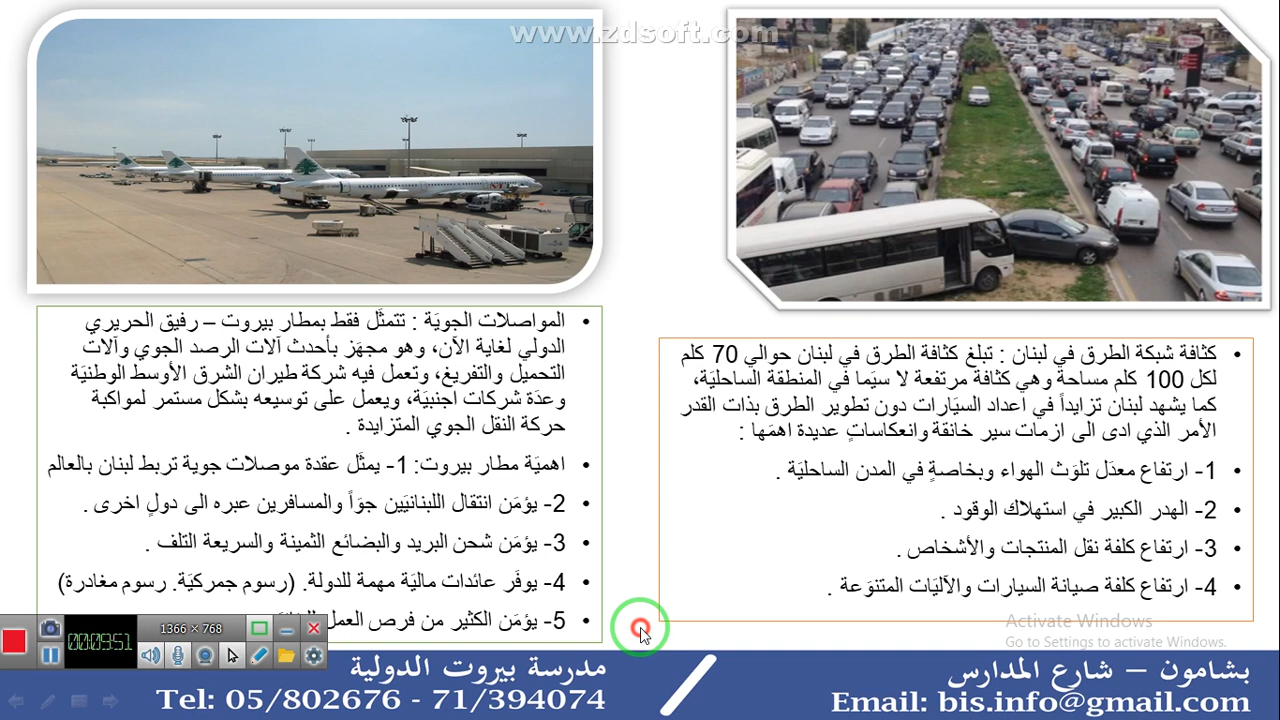 www.zdsoft.com
كثافة شبكة الطرق في لبنان : تبلغ كثافة الطرق في لبنان حوالي 70 كلم
لكل 100 كلم مساحة وهي كثافة مرتفعة لا سيَما في المنطقة الساحليَة،
كما يشهد لبنان تزايداً في اعداد السيَارات دون تطوير الطرق بذات القدر
الأمر الذي ادى الى ازمات سير خانقة وانعكاساتٍ عديدة اهمَها :
1- ارتفاع معدَل تلوَث الهواء وبخاصةٍ في المدن الساحليَة .
2- الهدر الكبير في استهلاك الوقود .
3- ارتفاع كلفة نقل المنتجات والأشخاص .
4- ارتفاع كلفة صيانة السيارات والآليَات المتنوَعة .
المواصلات الجويَة : تتمثَل فقط بمطار بيروت – رفيق الحريري
الدولي لغاية الآن، وهو مجهَز بأحدث آلات الرصد الجوي وآلات
التحميل والتفريغ، وتعمل فيه شركة طيران الشرق الأوسط الوطنيَة
وعدَة شركات اجنبيَة، ويعمل على توسيعه بشكل مستمر لمواكبة
حركة النقل الجوي المتزايدة .
اهميَة مطار بيروت: 1- يمثَل عقدة موصلات جوية تربط لبنان بالعالم
2- يؤمَن انتقال اللبنانيَين جوَاً والمسافرين عبره الى دولٍ اخرى .
3- يؤمَن شحن البريد والبضائع الثمينة والسريعة التلف .
4- يوفَر عائدات ماليَة مهمة للدولة. (رسوم جمركيَة. رسوم مغادرة)
5- يؤمَن الكثير من فرص العمل
Activate Windows
Go to Settings to activate Windows.
00:09:51
1366 × 768
بشامون – شارع المدارس
Email: bis.info@gmail.com
مدرسة بيروت الدولية
Tel: 05/802676 - 71/394074